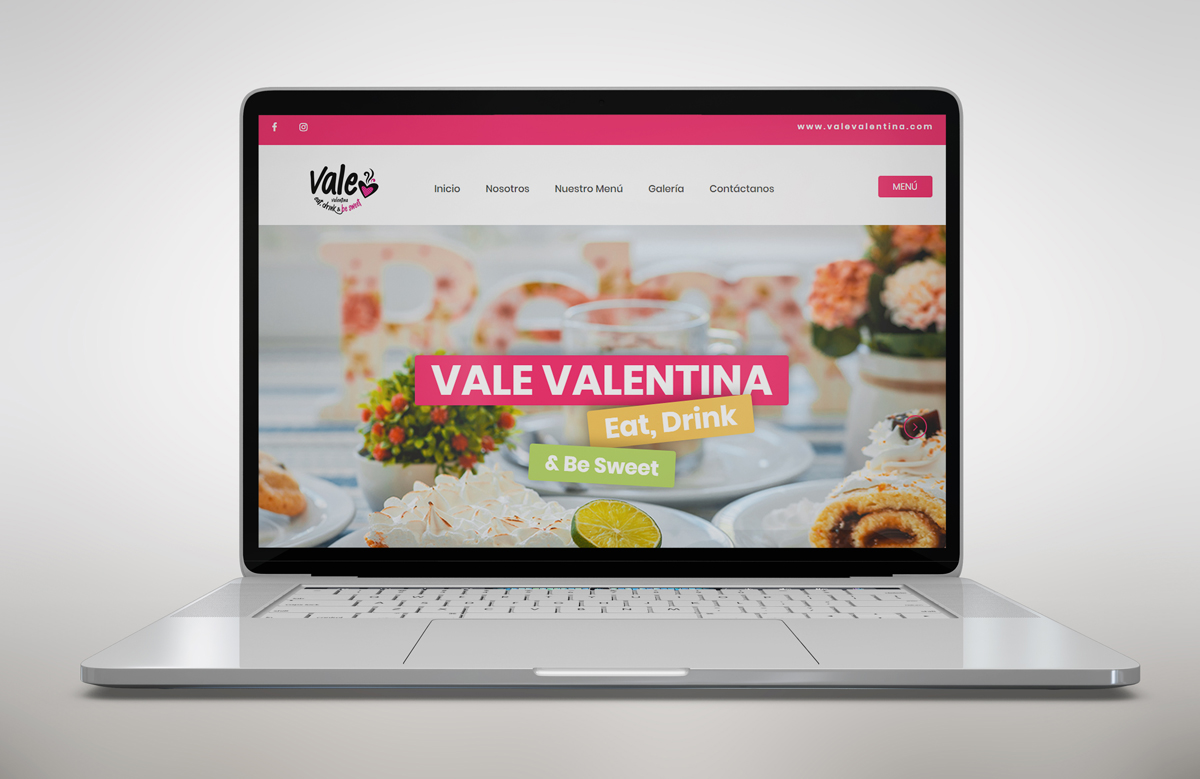 www.valevalentina.com
Vale
valentina
eat, drink & be sweet
Inicio Nosotros Nuestro Menú Galería Contáctanos MENÚ
VALE VALENTINA
Eat, Drink
& Be Sweet